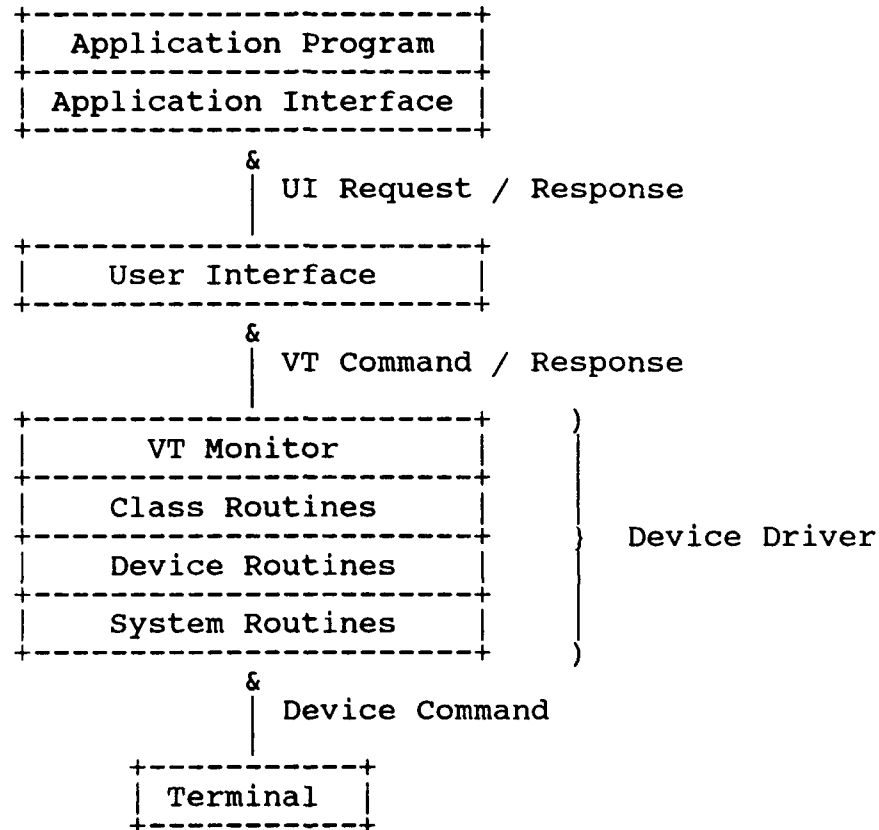 Application Program
Application Interface
&
UI Request / Response
User Interface
&
VT Command / Response
VT Monitor
Class Routines
Device Routines
System Routines
Device Driver
&
Device Command
Terminal